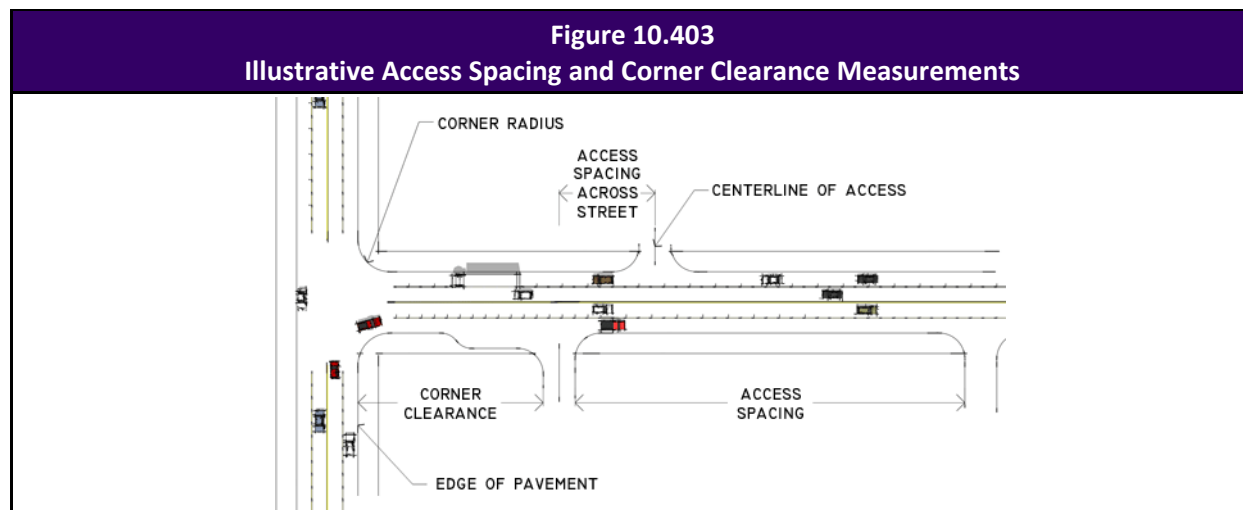 Figure 10.403
Illustrative Access Spacing and Corner Clearance Measurements
CORNER RADIUS
ACCESS
SPACING
ACROSS
STREET
CENTERLINE OF ACCESS
CORNER
CLEARANCE
ACCESS
SPACING
EDGE OF PAVEMENT